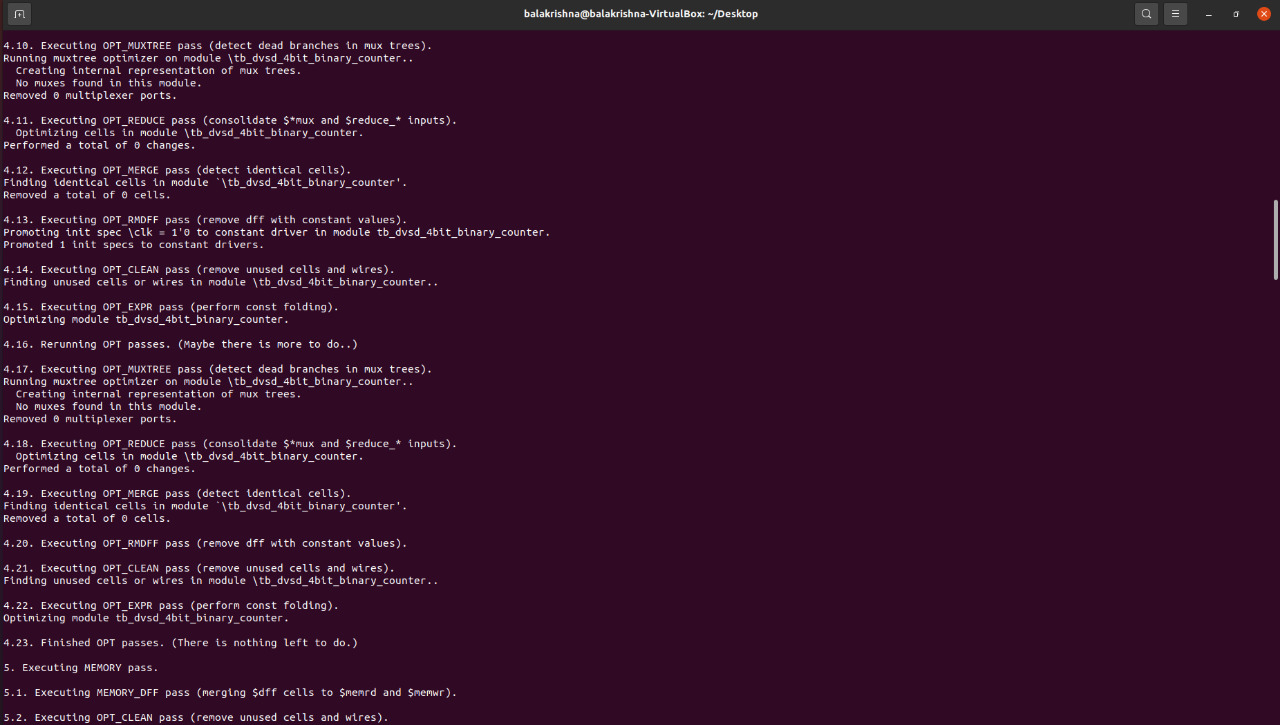 balakrishna@balakrishna-VirtualBox: ~/Desktop
4.10. Executing OPT_MUXTREE pass (detect dead branches in mux trees).
Running muxtree optimizer on module \tb_dvsd_4bit_binary_counter..
  Creating internal representation of mux trees.
  No muxes found in this module.
Removed 0 multiplexer ports.
4.11. Executing OPT_REDUCE pass (consolidate $*mux and $reduce_* inputs).
  Optimizing cells in module \tb_dvsd_4bit_binary_counter.
Performed a total of 0 changes.
4.12. Executing OPT_MERGE pass (detect identical cells).
Finding identical cells in module `\tb_dvsd_4bit_binary_counter'.
Removed a total of 0 cells.
4.13. Executing OPT_RMDFF pass (remove dff with constant values).
Promoting init spec \clk = 1'0 to constant driver in module tb_dvsd_4bit_binary_counter.
Promoted 1 init specs to constant drivers.
4.14. Executing OPT_CLEAN pass (remove unused cells and wires).
Finding unused cells or wires in module \tb_dvsd_4bit_binary_counter..
4.15. Executing OPT_EXPR pass (perform const folding).
Optimizing module tb_dvsd_4bit_binary_counter.
4.16. Rerunning OPT passes. (Maybe there is more to do..)
4.17. Executing OPT_MUXTREE pass (detect dead branches in mux trees).
Running muxtree optimizer on module \tb_dvsd_4bit_binary_counter..
  Creating internal representation of mux trees.
  No muxes found in this module.
Removed 0 multiplexer ports.
4.18. Executing OPT_REDUCE pass (consolidate $*mux and $reduce_* inputs).
  Optimizing cells in module \tb_dvsd_4bit_binary_counter.
Performed a total of 0 changes.
4.19. Executing OPT_MERGE pass (detect identical cells).
Finding identical cells in module `\tb_dvsd_4bit_binary_counter'.
Removed a total of 0 cells.
4.20. Executing OPT_RMDFF pass (remove dff with constant values).
4.21. Executing OPT_CLEAN pass (remove unused cells and wires).
Finding unused cells or wires in module \tb_dvsd_4bit_binary_counter..
4.22. Executing OPT_EXPR pass (perform const folding).
Optimizing module tb_dvsd_4bit_binary_counter.
4.23. Finished OPT passes. (There is nothing left to do.)
5. Executing MEMORY pass.
5.1. Executing MEMORY_DFF pass (merging $dff cells to $memrd and $memwr).
5.2. Executing OPT_CLEAN pass (remove unused cells and wires).